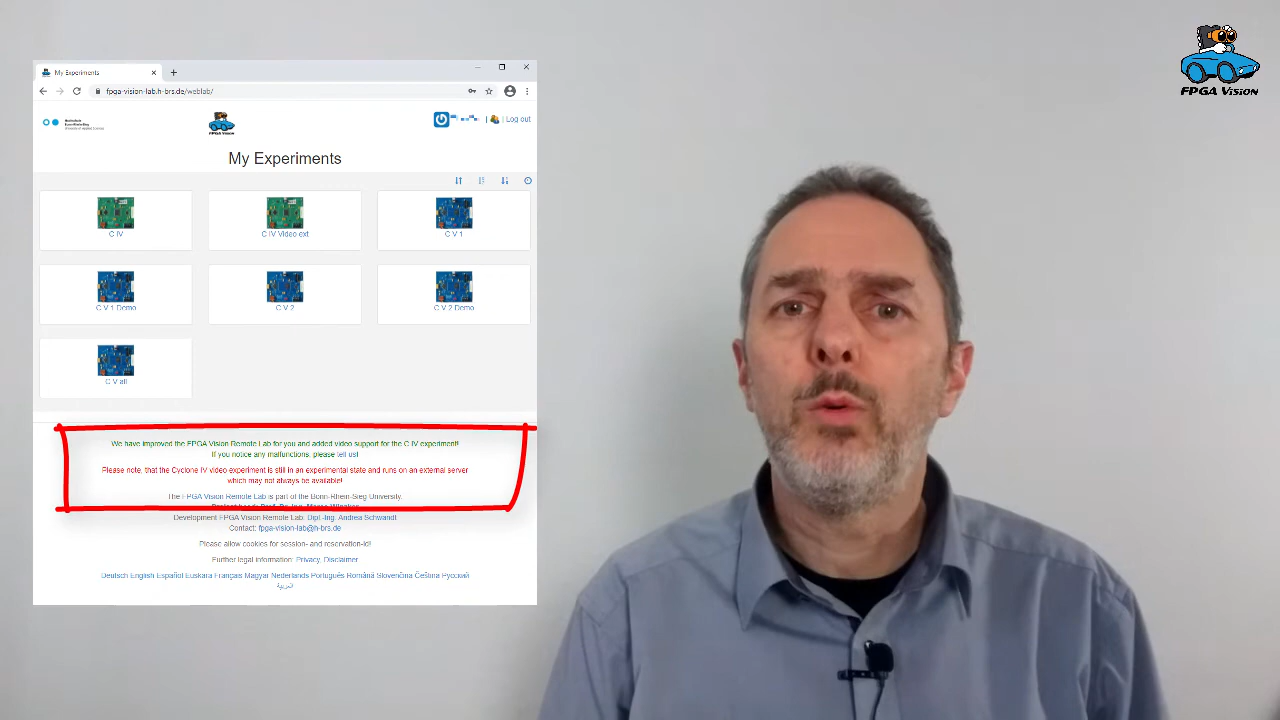 My Experiments
fpga-vision-lab.h-brs.de/weblab/
FPGA Vision
| Log out
My Experiments
C IV
C IV Video ext
C V 1
C V 1 Demo
C V 2
C V 2 Demo
C V all
We have improved the FPGA Vision Remote Lab for you and added video support for the C IV experiment!!
If you notice any malfunctions, please tell us!
Please note, that the Cyclone IV video experiment is still in an experimental state and runs on an external server
which may not always be available!
The FPGA Vision Remote Lab is part of the Bonn-Rhein-Sieg University.
Development FPGA Vision Remote Lab: Dipl.-Ing. Andrea Schwandt
Contact: fpga-vision-lab@h-brs.de
Please allow cookies for session- and reservation-id!
Further legal information: Privacy, Disclaimer
Deutsch English Español Euskara Français Magyar Nederlands Português Română Slovenčina Čeština Русский
العربية
FPGA VISION